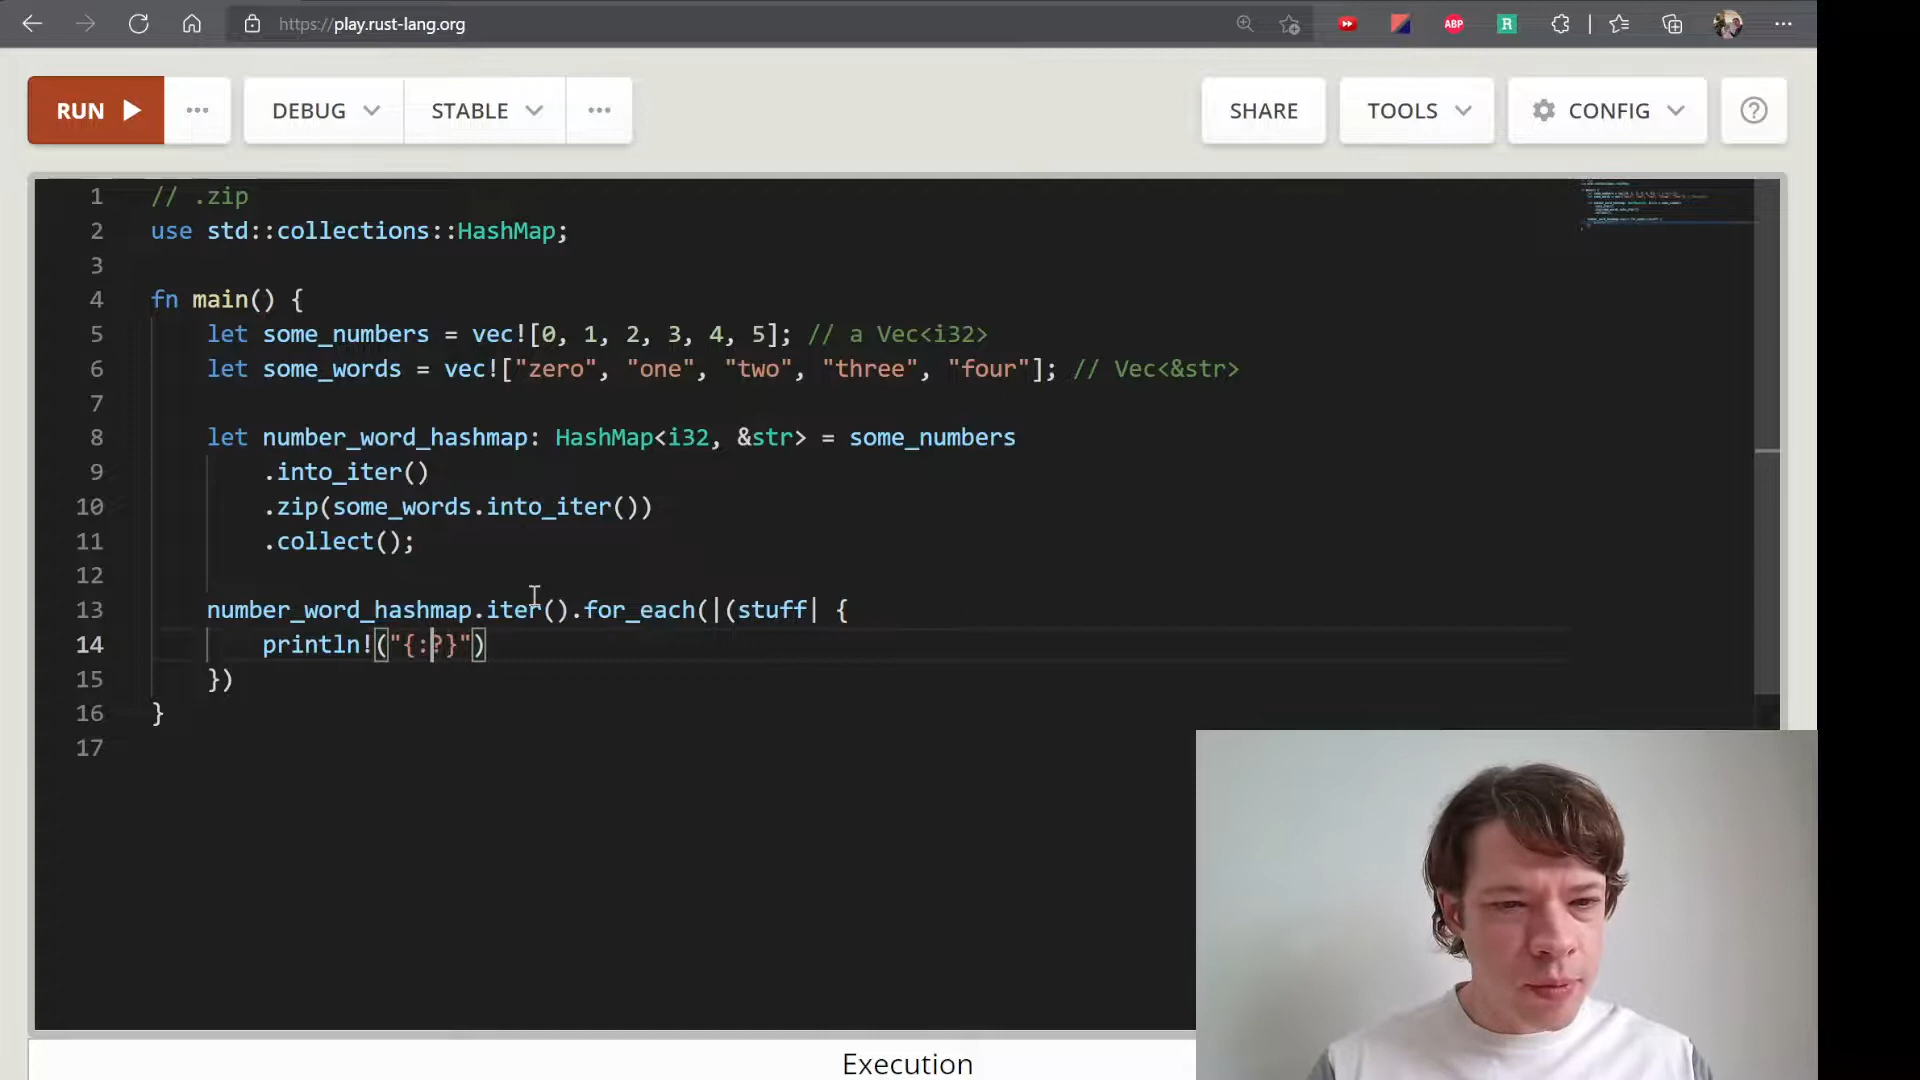 https://play.rust-lang.org
ABP
R
RUN
DEBUG
STABLE
SHARE
TOOLS
CONFIG
1 // .zip
2 use std::collections::HashMap;
3
4 fn main() {
5 let some_numbers = vec![0, 1, 2, 3, 4, 5]; // a Vec<i32>
6 let some_words = vec!["zero", "one", "two", "three", "four"]; // Vec<&str>
7
8 let number_word_hashmap: HashMap<i32, &str> = some_numbers
9 .into_iter()
10 .zip(some_words.into_iter())
11 .collect();
12
13 number_word_hashmap.iter().for_each(|(stuff| {
14 println!("{:?}")
15 })
16 }
17
Execution